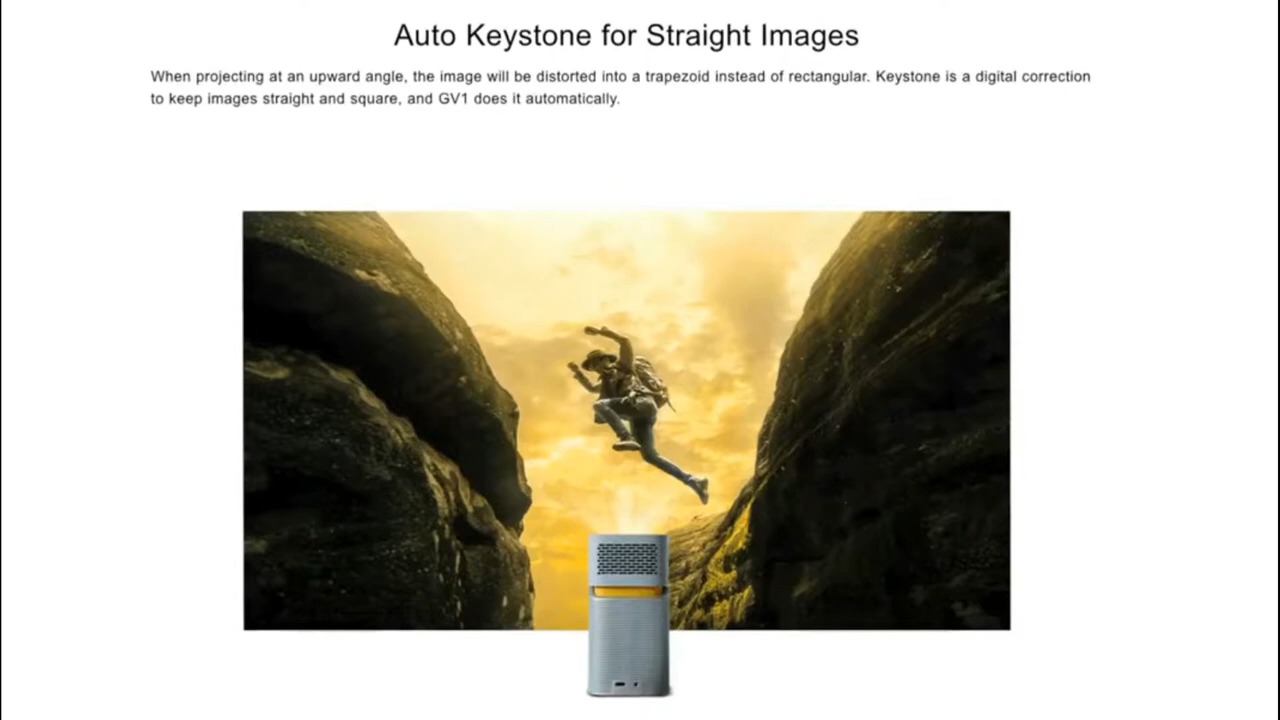 Auto Keystone for Straight Images
When projecting at an upward angle, the image will be distorted into a trapezoid instead of rectangular. Keystone is a digital correction
to keep images straight and square, and GV1 does it automatically.